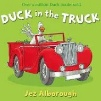 DUCK IN THE TRUCK
Jez Alborough